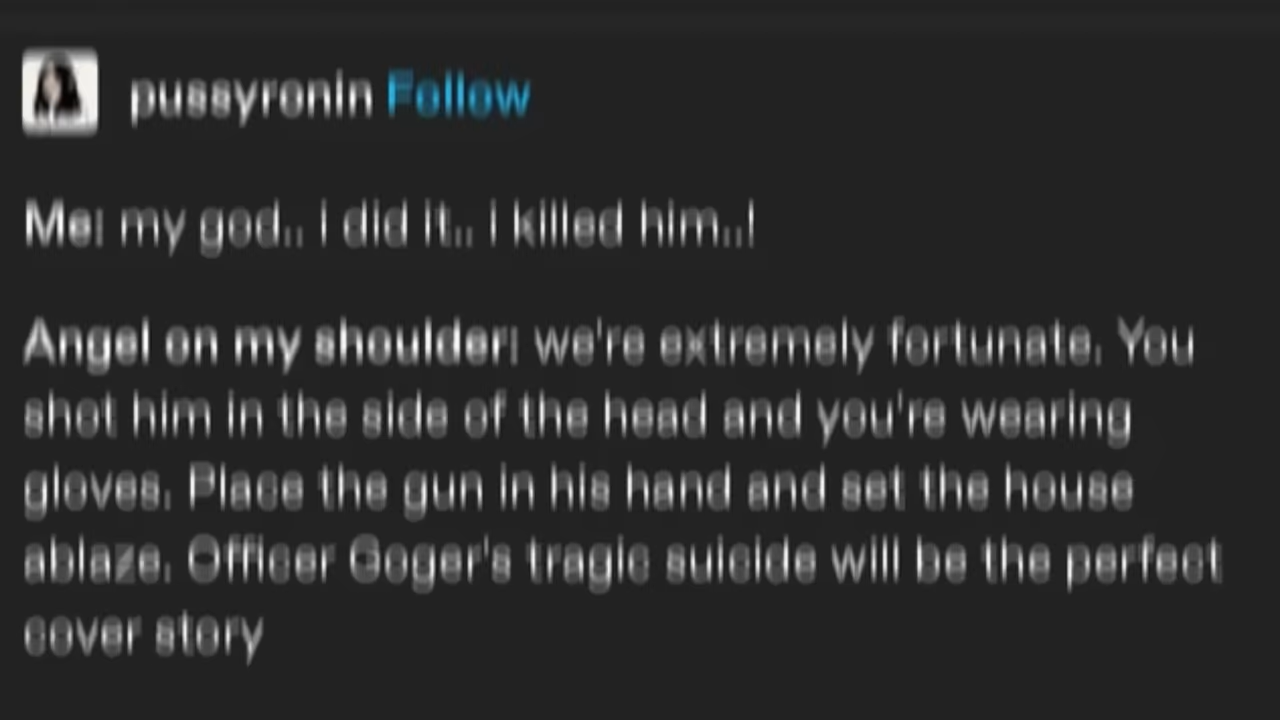 pussyronin Follow
Me: my god.. i did it.. i killed him..!
Angel on my shoulder: we're extremely fortunate. You
shot him in the side of the head and you're wearing
gloves. Place the gun in his hand and set the house
ablaze. Officer Goger's tragic suicide will be the perfect
cover story